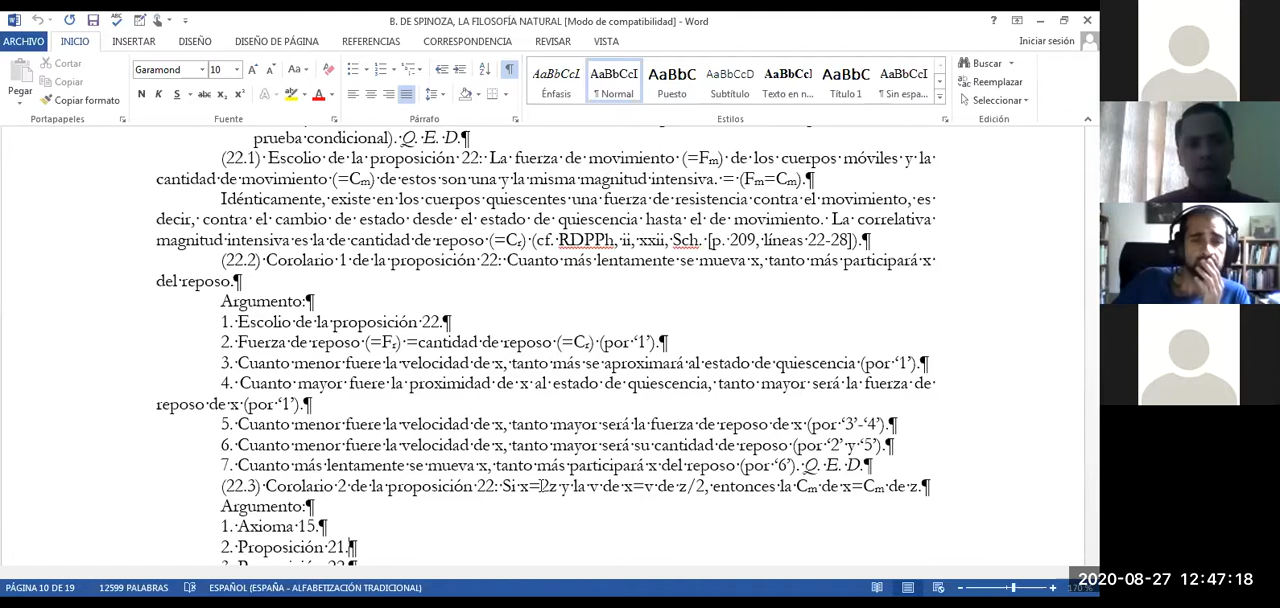 B. DE SPINOZA, LA FILOSOFÍA NATURAL [Modo de compatibilidad] - Word
ARCHIVO INICIO INSERTAR DISEÑO DISEÑO DE PÁGINA REFERENCIAS CORRESPONDENCIA REVISAR VISTA Iniciar sesión
Pegar
Cortar
Copiar
Copiar formato
Portapapeles
Garamond 10
N K S abc x₂ x²
Fuente
Párrafo
AaBbCcI AaBbCcI AaBbC AaBbCcI AaBbCc] AaBbC AaBbCcI
Énfasis ¶ Normal Puesto Subtítulo Texto en n... Título 1 ¶ Sin espa...
Estilos
Buscar
Reemplazar
Seleccionar
Edición
prueba condicional). Q. E. D.¶
(22.1) Escolio de la proposición 22: La fuerza de movimiento (=Fₘ) de los cuerpos móviles y la
cantidad de movimiento (=Cₘ) de estos son una y la misma magnitud intensiva. = (Fₘ=Cₘ).¶
Idénticamente, existe en los cuerpos quiescentes una fuerza de resistencia contra el movimiento, es
decir, contra el cambio de estado desde el estado de quiescencia hasta el de movimiento. La correlativa
magnitud intensiva es la de cantidad de reposo (=Cᵣ) (cf. RDPPh, ii, xxii, Sch. [p. 209, líneas 22-28]).¶
(22.2) Corolario 1 de la proposición 22: Cuanto más lentamente se mueva x, tanto más participará x
del reposo.¶
Argumento:¶
1. Escolio de la proposición 22.¶
2. Fuerza de reposo (=Fᵣ) =cantidad de reposo (=Cᵣ) (por ‘1’).¶
3. Cuanto menor fuere la velocidad de x, tanto más se aproximará al estado de quiescencia (por ‘1’).¶
4. Cuanto mayor fuere la proximidad de x al estado de quiescencia, tanto mayor será la fuerza de
reposo de x (por ‘1’).¶
5. Cuanto menor fuere la velocidad de x, tanto mayor será la fuerza de reposo de x (por ‘3’-‘4’).¶
6. Cuanto menor fuere la velocidad de x, tanto mayor será su cantidad de reposo (por ‘2’ y ‘5’).¶
7. Cuanto más lentamente se mueva x, tanto más participará x del reposo (por ‘6’). Q. E. D.¶
(22.3) Corolario 2 de la proposición 22: Si x=2z y la v de x=v de z/2, entonces la Cₘ de x=Cₘ de z.¶
Argumento:¶
1. Axioma 15.¶
2. Proposición 21.¶
PÁGINA 10 DE 19 12599 PALABRAS ESPAÑOL (ESPAÑA - ALFABETIZACIÓN TRADICIONAL) 170 %
2020-08-27 12:47:18